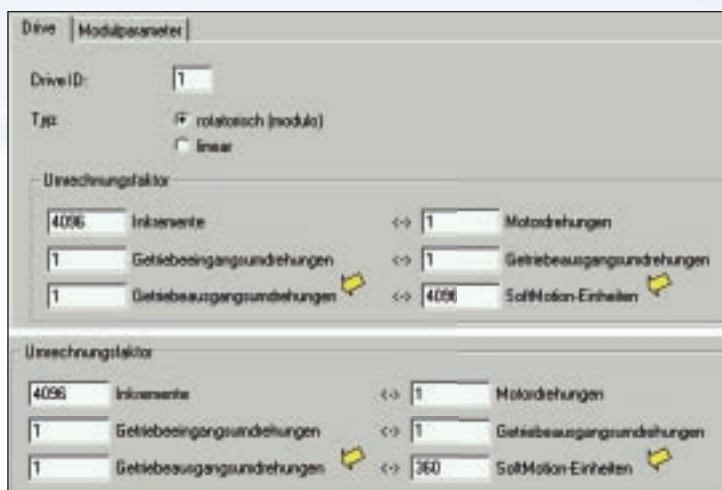 Drive Modulparameter
Drive ID: 1
Typ: rotatorisch (modulo)
linear
Umrechnungsfaktor
4096 Inkremente <-> 1 Motordrehungen
1 Getriebeeingangsumdrehungen <-> 1 Getriebeausgangsumdrehungen
1 Getriebeausgangsumdrehungen <-> 4096 SoftMotion-Einheiten
Umrechnungsfaktor
4096 Inkremente <-> 1 Motordrehungen
1 Getriebeeingangsumdrehungen <-> 1 Getriebeausgangsumdrehungen
1 Getriebeausgangsumdrehungen <-> 360 SoftMotion-Einheiten